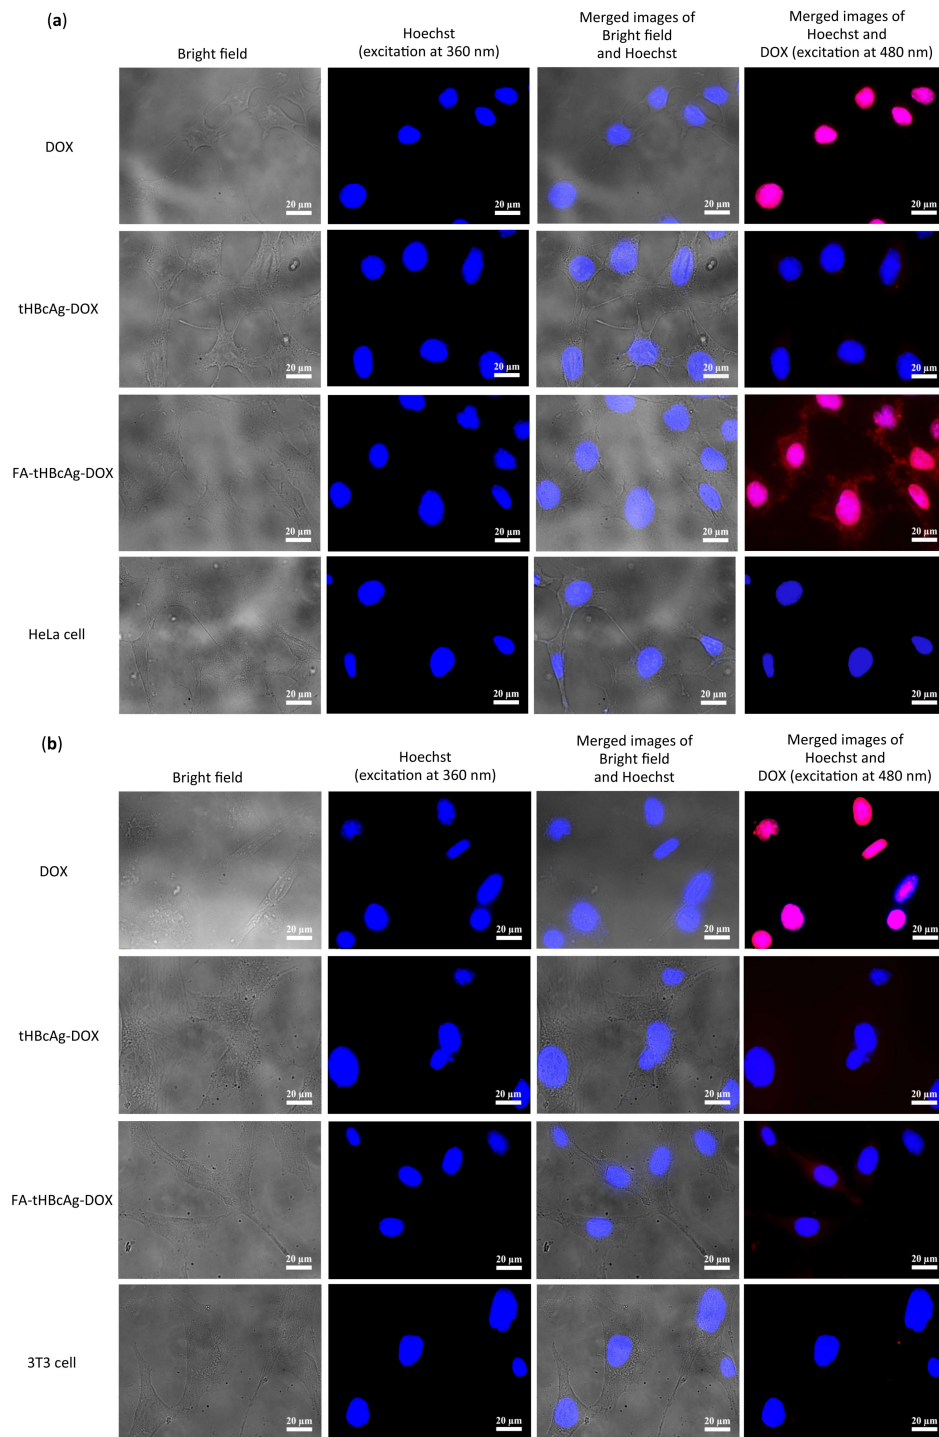 (a)
Bright field
Hoechst
(excitation at 360 nm)
Merged images of
Bright field
and Hoechst
Merged images of
Hoechst and
DOX (excitation at 480 nm)
DOX
20 µm
20 µm
20 µm
20 µm
tHBcAg-DOX
20 µm
20 µm
20 µm
20 µm
FA-tHBcAg-DOX
20 µm
20 µm
20 µm
20 µm
HeLa cell
20 µm
20 µm
20 µm
20 µm
(b)
Bright field
Hoechst
(excitation at 360 nm)
Merged images of
Bright field
and Hoechst
Merged images of
Hoechst and
DOX (excitation at 480 nm)
DOX
20 µm
20 µm
20 µm
20 µm
tHBcAg-DOX
20 µm
20 µm
20 µm
20 µm
FA-tHBcAg-DOX
20 µm
20 µm
20 µm
20 µm
3T3 cell
20 µm
20 µm
20 µm
20 µm